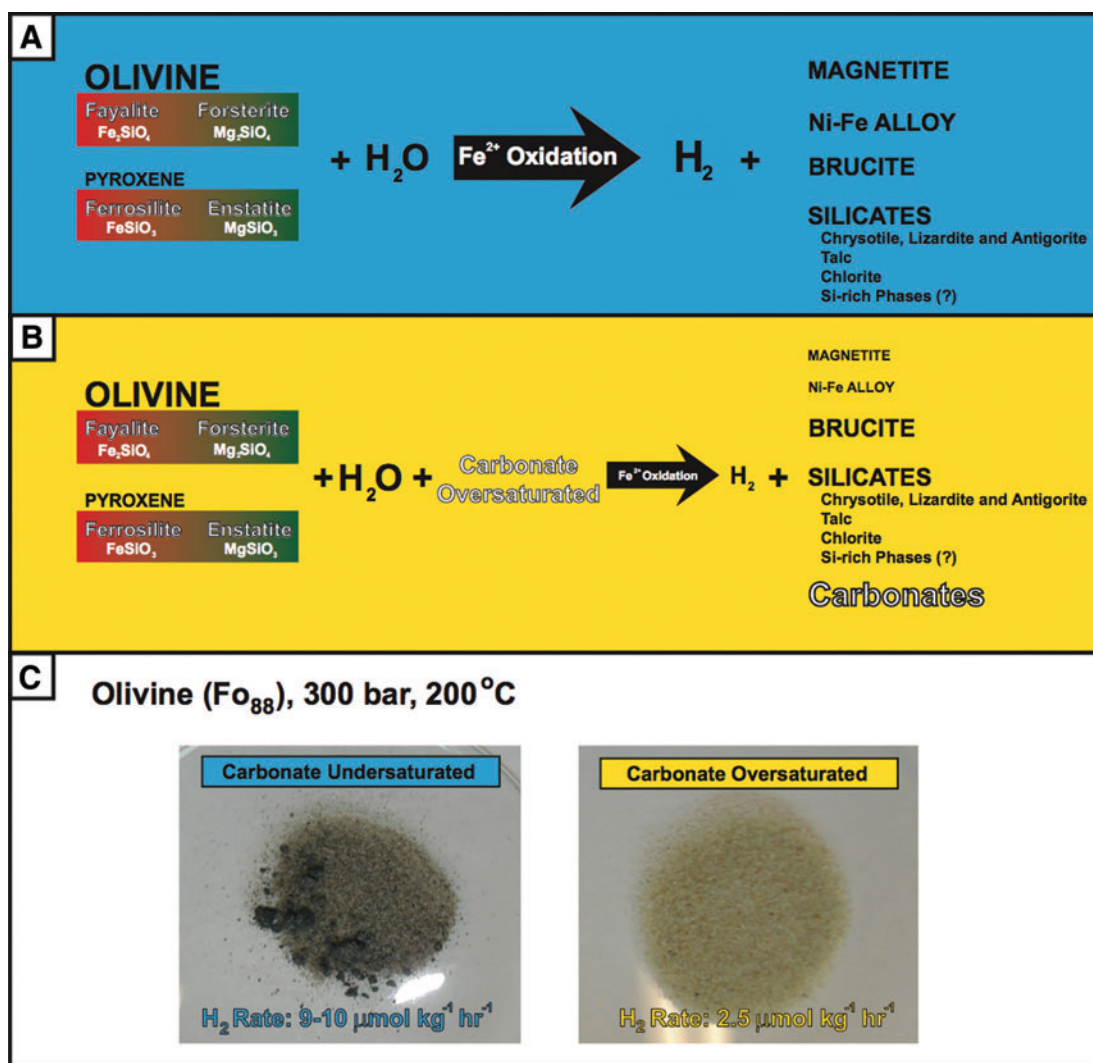 A
OLIVINE
Fayalite Forsterite
Fe₂SiO₄ Mg₂SiO₄
PYROXENE
Ferrosilite Enstatite
FeSiO₃ MgSiO₃
+ H₂O
Fe²⁺ Oxidation
H₂ +
MAGNETITE
Ni-Fe ALLOY
BRUCITE
SILICATES
Chrysotile, Lizardite and Antigorite
Talc
Chlorite
Si-rich Phases (?)
B
OLIVINE
Fayalite Forsterite
Fe₂SiO₄ Mg₂SiO₄
PYROXENE
Ferrosilite Enstatite
FeSiO₃ MgSiO₃
+H₂O+
Carbonate
Oversaturated
Fe²⁺ Oxidation
H₂ +
MAGNETITE
Ni-Fe ALLOY
BRUCITE
SILICATES
Chrysotile, Lizardite and Antigorite
Talc
Chlorite
Si-rich Phases (?)
Carbonates
C
Olivine (Fo₈₈), 300 bar, 200°C
Carbonate Undersaturated
H₂ Rate: 9-10 μmol kg⁻¹ hr⁻¹
Carbonate Oversaturated
H₂ Rate: 2.5 μmol kg⁻¹ hr⁻¹